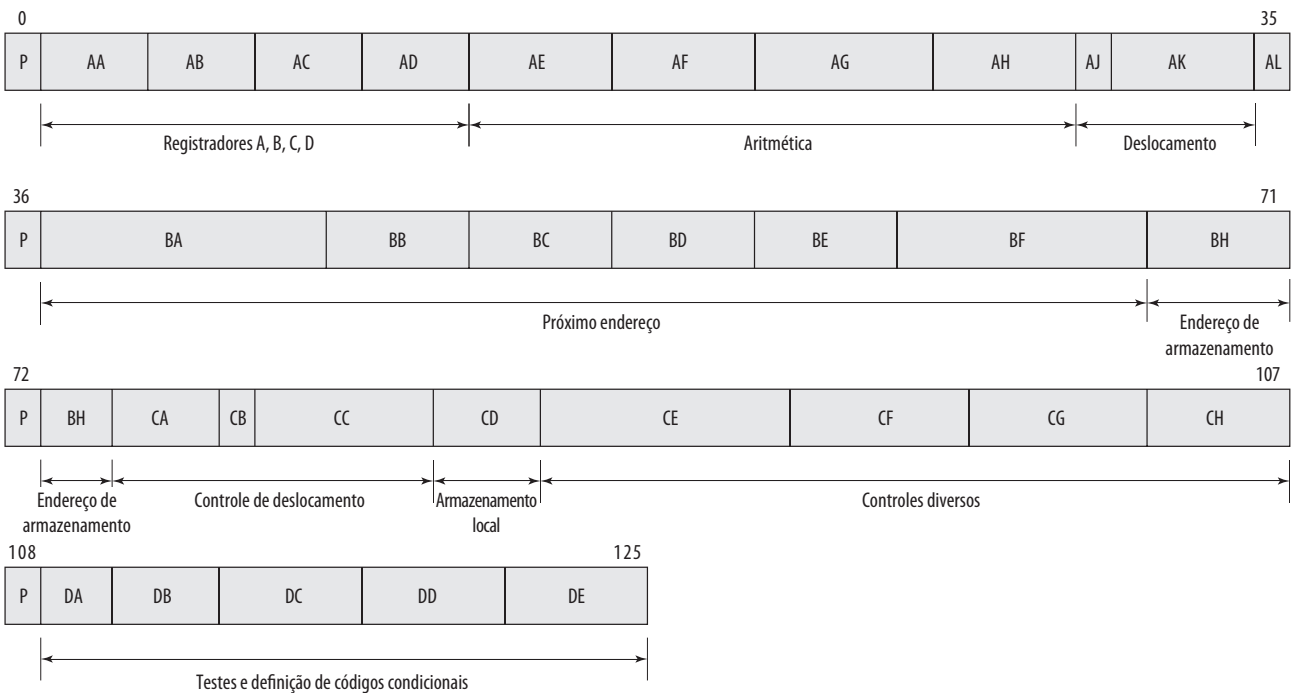 0 35
P AA AB AC AD AE AF AG AH AJ AK AL
Registradores A, B, C, D Aritmética Deslocamento
36 71
P BA BB BC BD BE BF BH
Próximo endereço Endereço de
armazenamento
72 107
P BH CA CB CC CD CE CF CG CH
Endereço de Controle de deslocamento Armazenamento Controles diversos
armazenamento local
108 125
P DA DB DC DD DE
Testes e definição de códigos condicionais